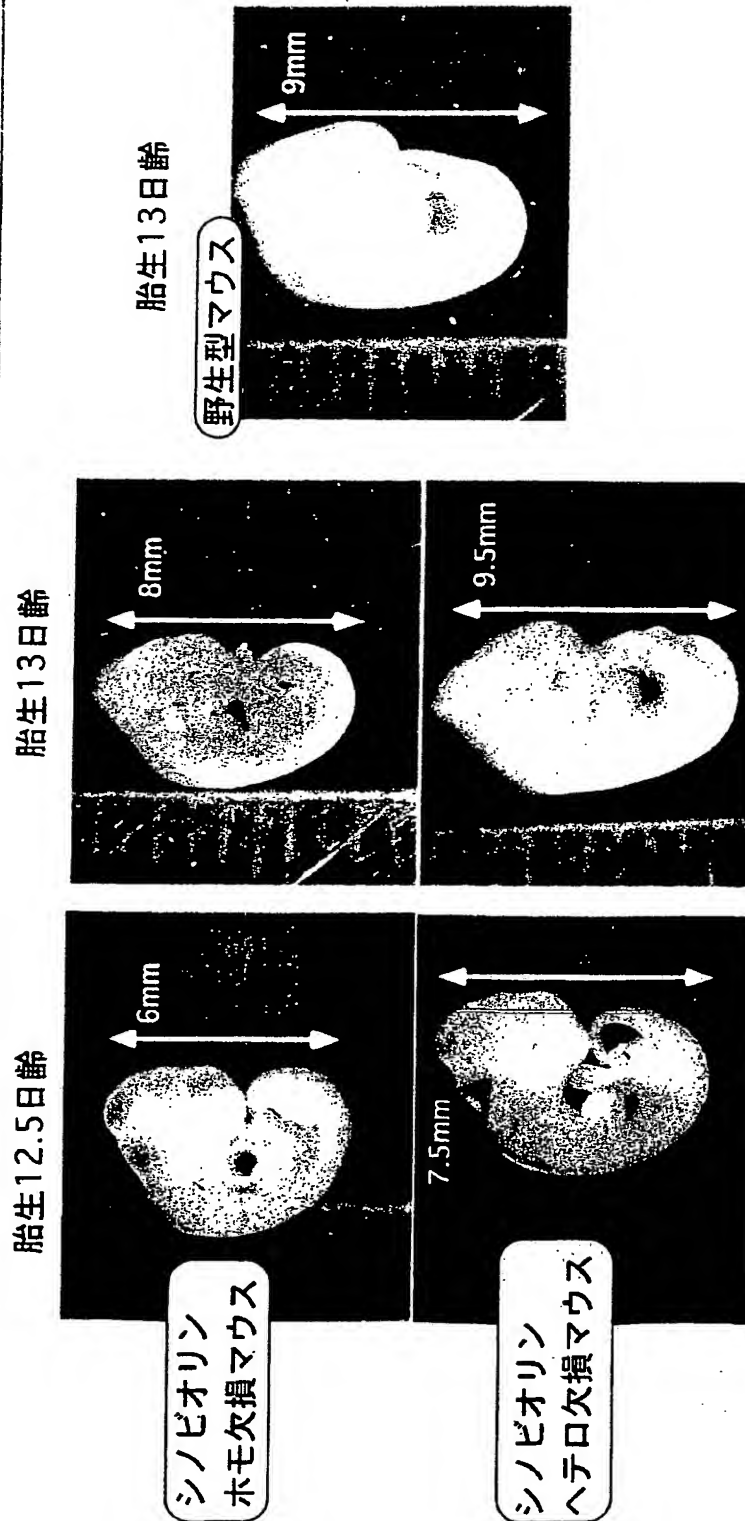 胎生12.5日齢
胎生13日齢
胎生13日齢
シノビオリン
ホモ欠損マウス
6mm
8mm
野生型マウス
9mm
シノビオリン
ヘテロ欠損マウス
7.5mm
9.5mm